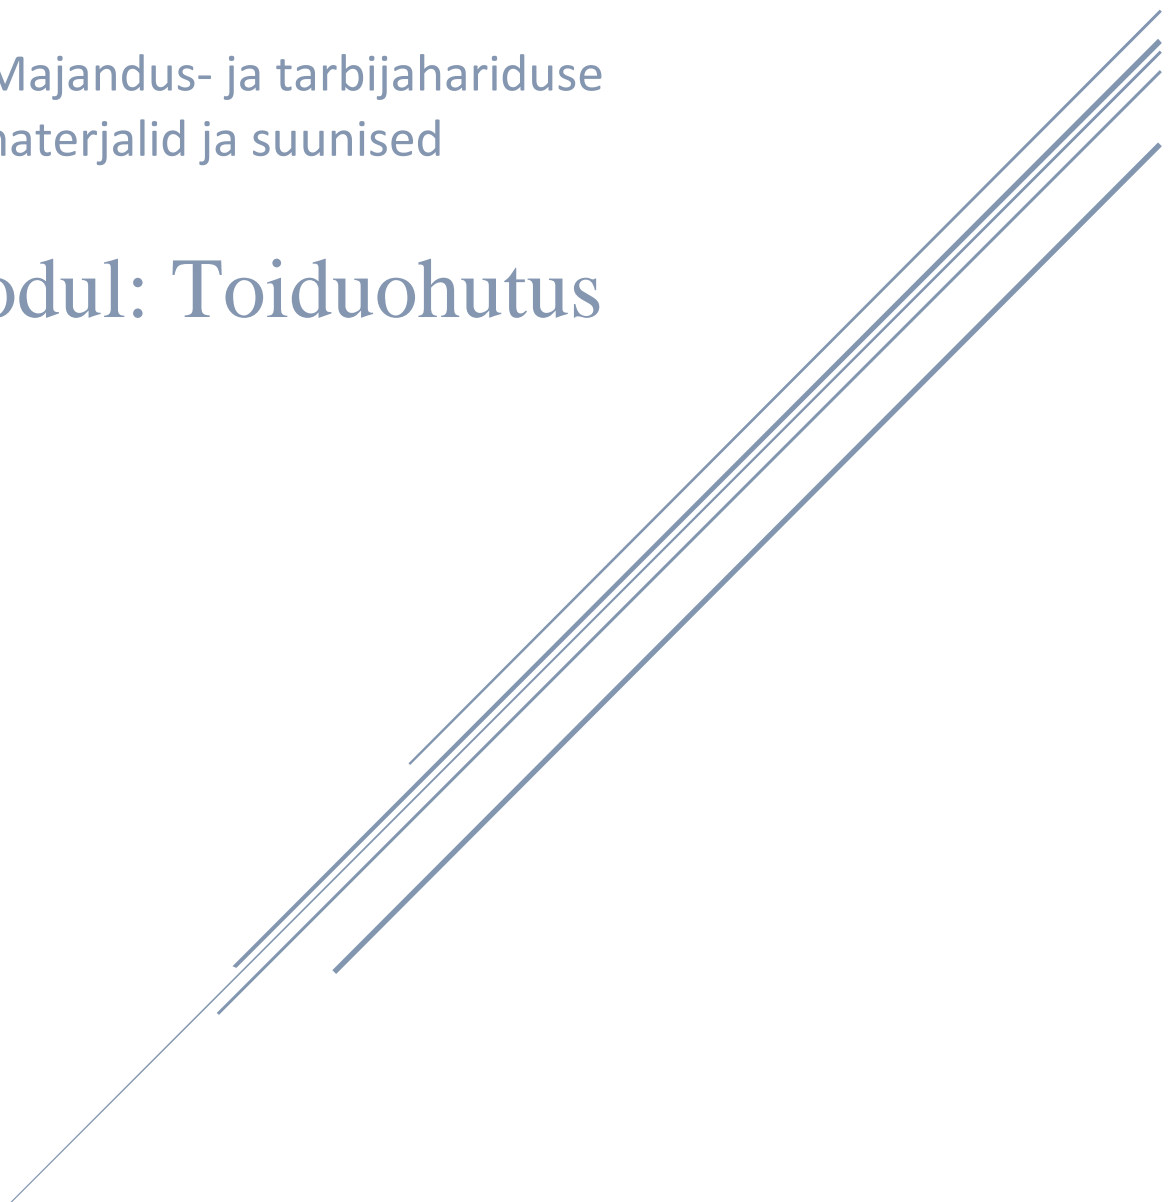 Majandus- ja tarbijahariduse
aterjalid ja suunised
odul: Toiduohutus